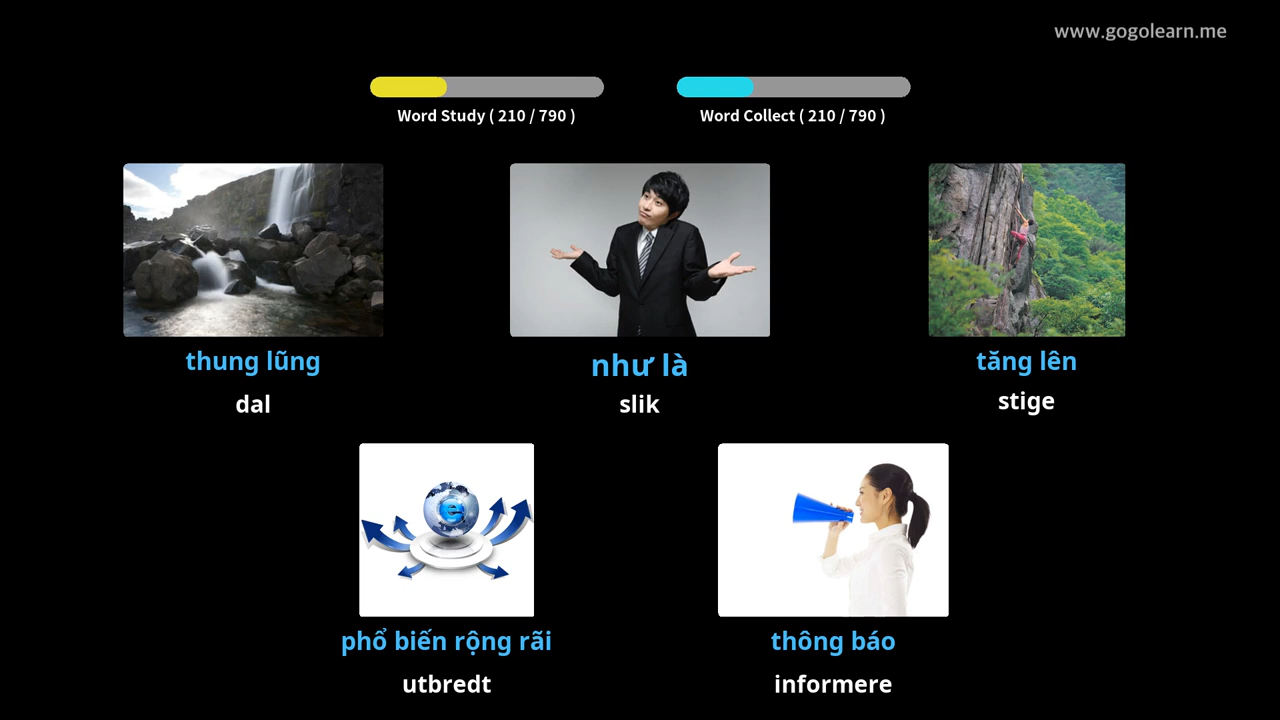 www.gogolearn.me
Word Study ( 210 / 790 )
Word Collect ( 210 / 790 )
thung lũng
dal
như là
slik
tăng lên
stige
e
phổ biến rộng rãi
utbredt
thông báo
informere